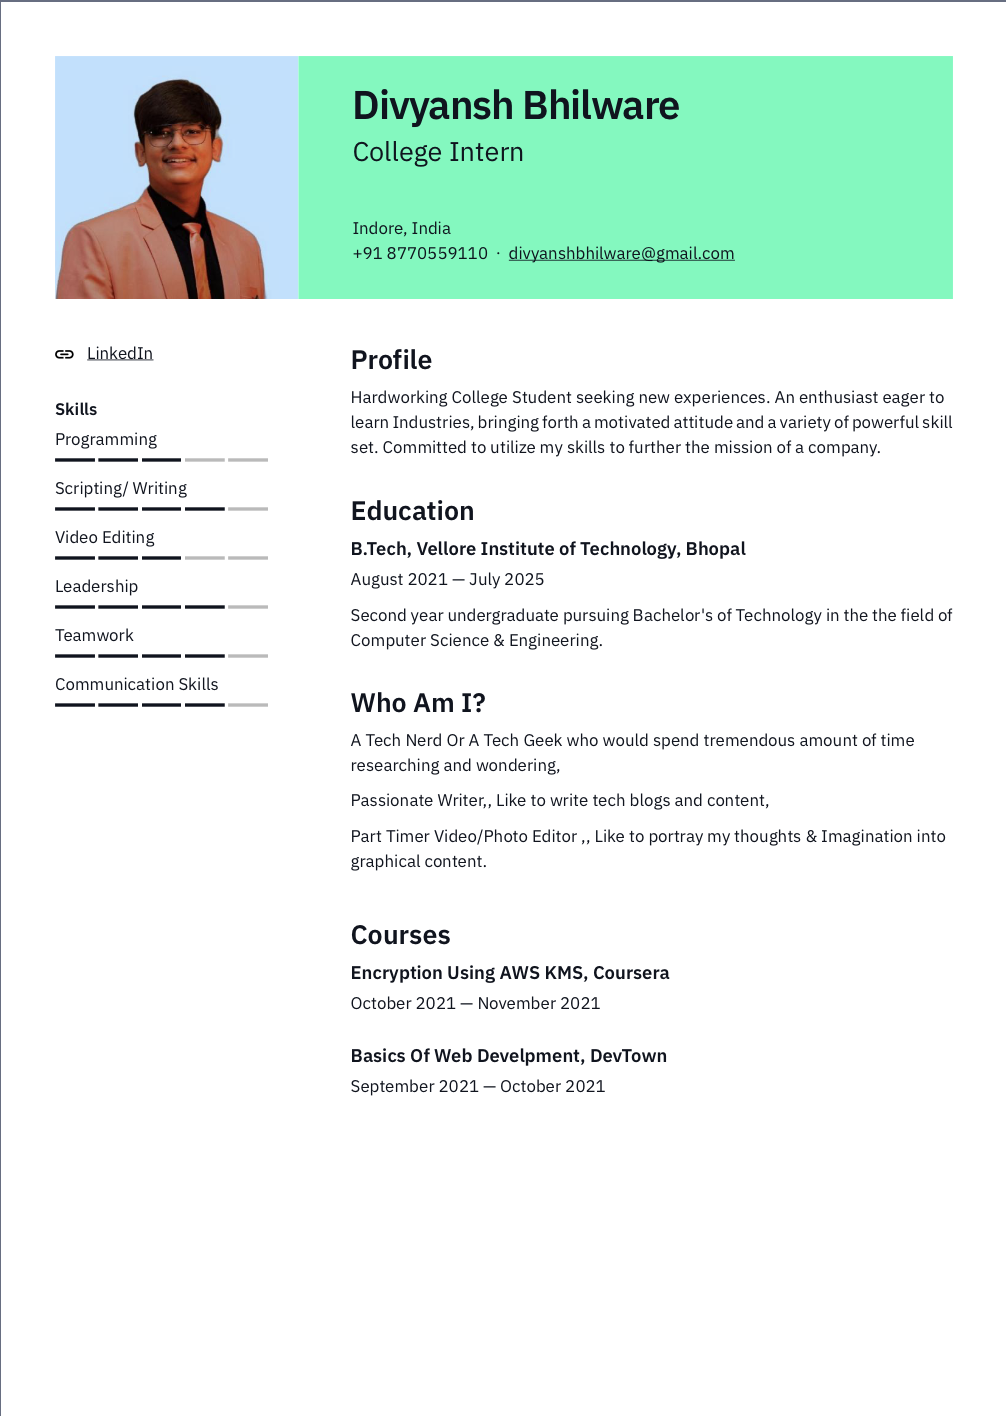 Divyansh Bhilware
College Intern
Indore, India
+91 8770559110 · divyanshbhilware@gmail.com
LinkedIn
Skills
Programming
Scripting/ Writing
Video Editing
Leadership
Teamwork
Communication Skills
Profile
Hardworking College Student seeking new experiences. An enthusiast eager to
learn Industries, bringing forth a motivated attitude and a variety of powerful skill
set. Committed to utilize my skills to further the mission of a company.
Education
B.Tech, Vellore Institute of Technology, Bhopal
August 2021 — July 2025
Second year undergraduate pursuing Bachelor's of Technology in the the field of
Computer Science & Engineering.
Who Am I?
A Tech Nerd Or A Tech Geek who would spend tremendous amount of time
researching and wondering,
Passionate Writer,, Like to write tech blogs and content,
Part Timer Video/Photo Editor ,, Like to portray my thoughts & Imagination into
graphical content.
Courses
Encryption Using AWS KMS, Coursera
October 2021 — November 2021
Basics Of Web Develpment, DevTown
September 2021 — October 2021